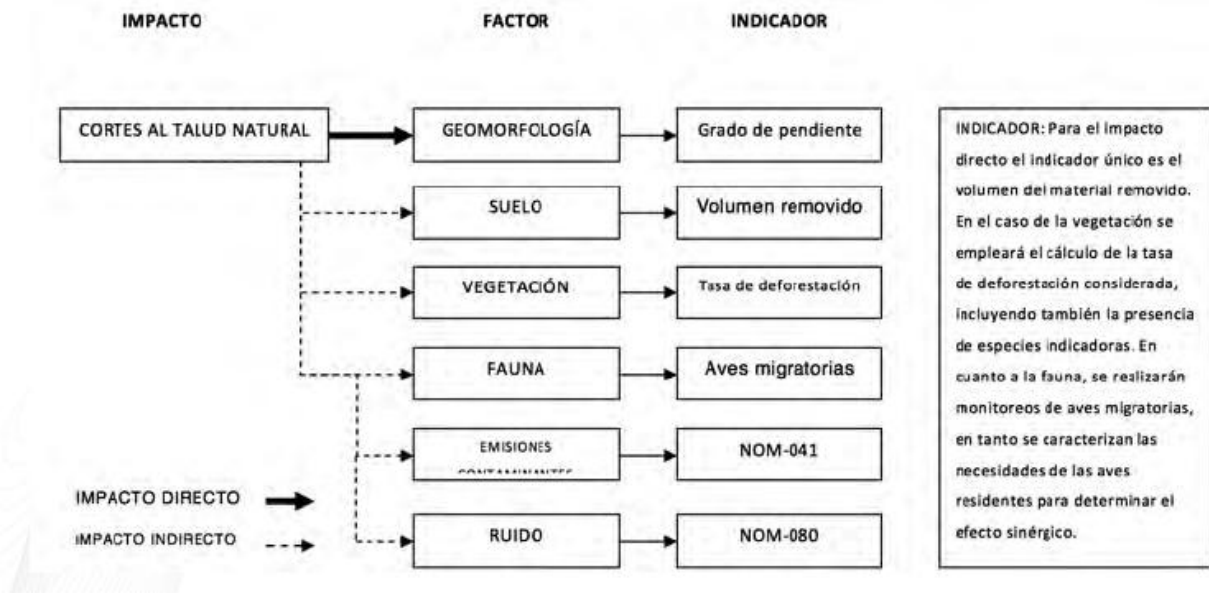 IMPACTO FACTOR INDICADOR
CORTES AL TALUD NATURAL GEOMORFOLOGÍA Grado de pendiente
SUELO Volumen removido
VEGETACIÓN Tasa de deforestación
FAUNA Aves migratorias
EMISIONES
CONTAMINANTES
NOM-041
RUIDO NOM-080
IMPACTO DIRECTO
IMPACTO INDIRECTO
INDICADOR: Para el impacto
directo el indicador único es el
volumen del material removido.
En el caso de la vegetación se
empleará el cálculo de la tasa
de deforestación considerada,
incluyendo también la presencia
de especies indicadoras. En
cuanto a la fauna, se realizarán
monitoreos de aves migratorias,
en tanto se caracterizan las
necesidades de las aves
residentes para determinar el
efecto sinérgico.